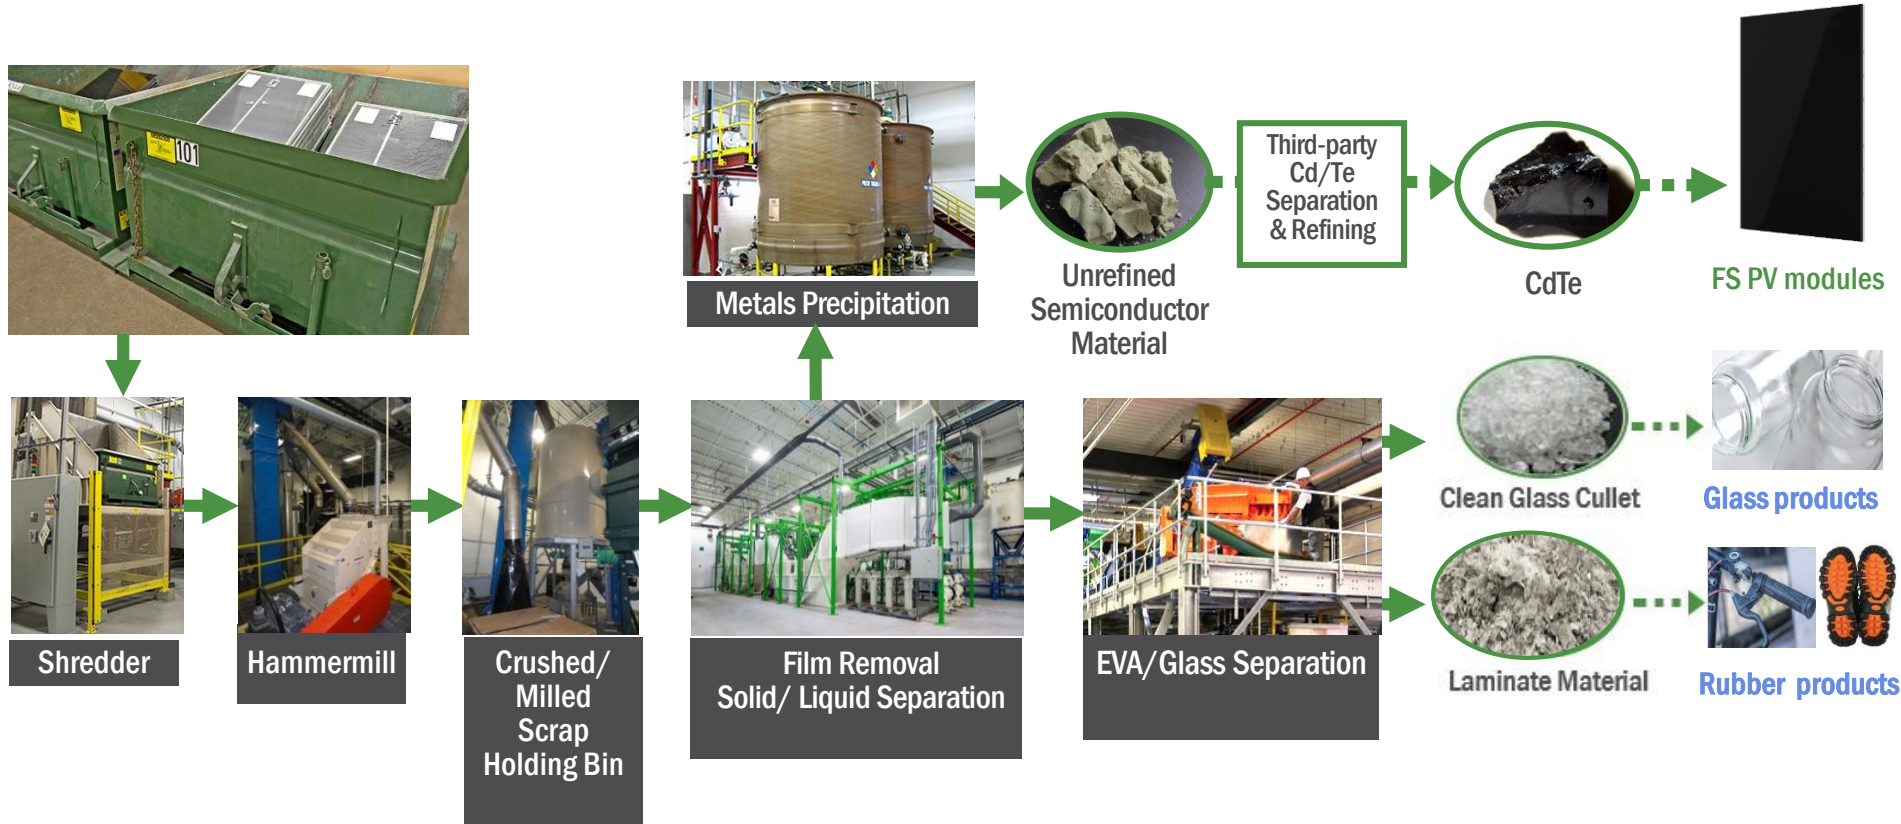 101
Metals Precipitation
Unrefined
Semiconductor
Material
Third-party
Cd/Te
Separation
& Refining
CdTe
FS PV modules
Shredder
Hammermill
Crushed/
Milled
Scrap
Holding Bin
Film Removal
Solid/ Liquid Separation
EVA/Glass Separation
Clean Glass Cullet
Glass products
Laminate Material
Rubber products